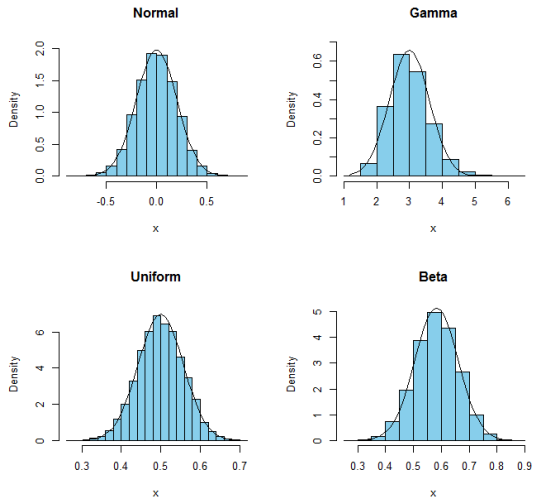 Normal
Density
0.0 0.5 1.0 1.5 2.0
-0.5 0.0 0.5
x
Gamma
Density
0.0 0.2 0.4 0.6
1 2 3 4 5 6
x
Uniform
Density
0 2 4 6
0.3 0.4 0.5 0.6 0.7
x
Beta
Density
0 1 2 3 4 5
0.3 0.4 0.5 0.6 0.7 0.8 0.9
x